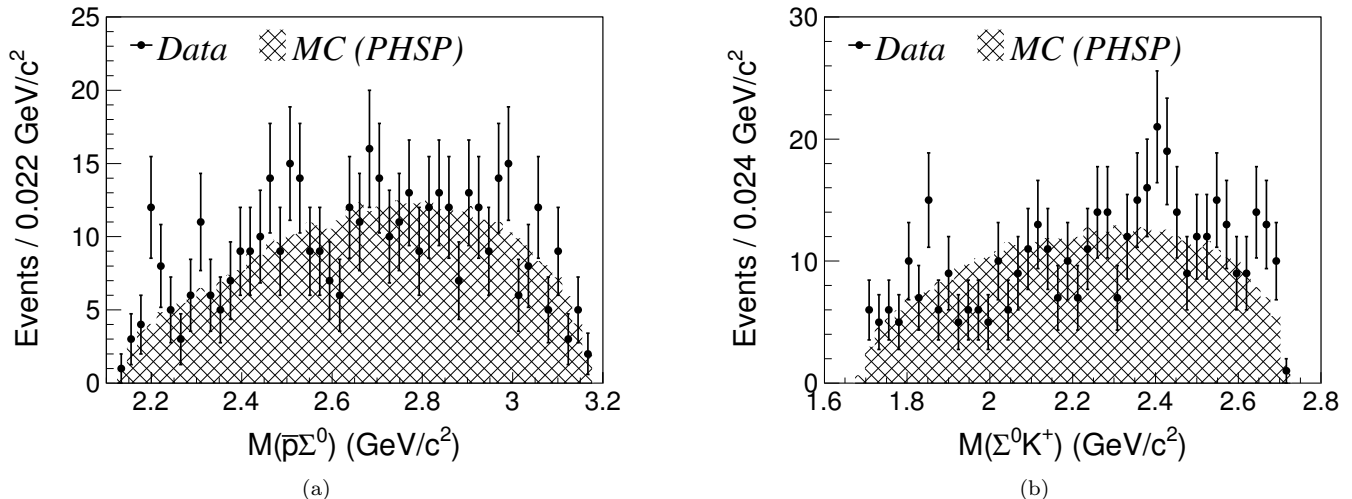 Events / 0.022 GeV/c²
25
20
15
10
5
0
Data MC (PHSP)
2.2 2.4 2.6 2.8 3 3.2
M(p̅Σ⁰) (GeV/c²)
(a)
Events / 0.024 GeV/c²
30
20
10
0
Data MC (PHSP)
1.6 1.8 2 2.2 2.4 2.6 2.8
M(Σ⁰K⁺) (GeV/c²)
(b)